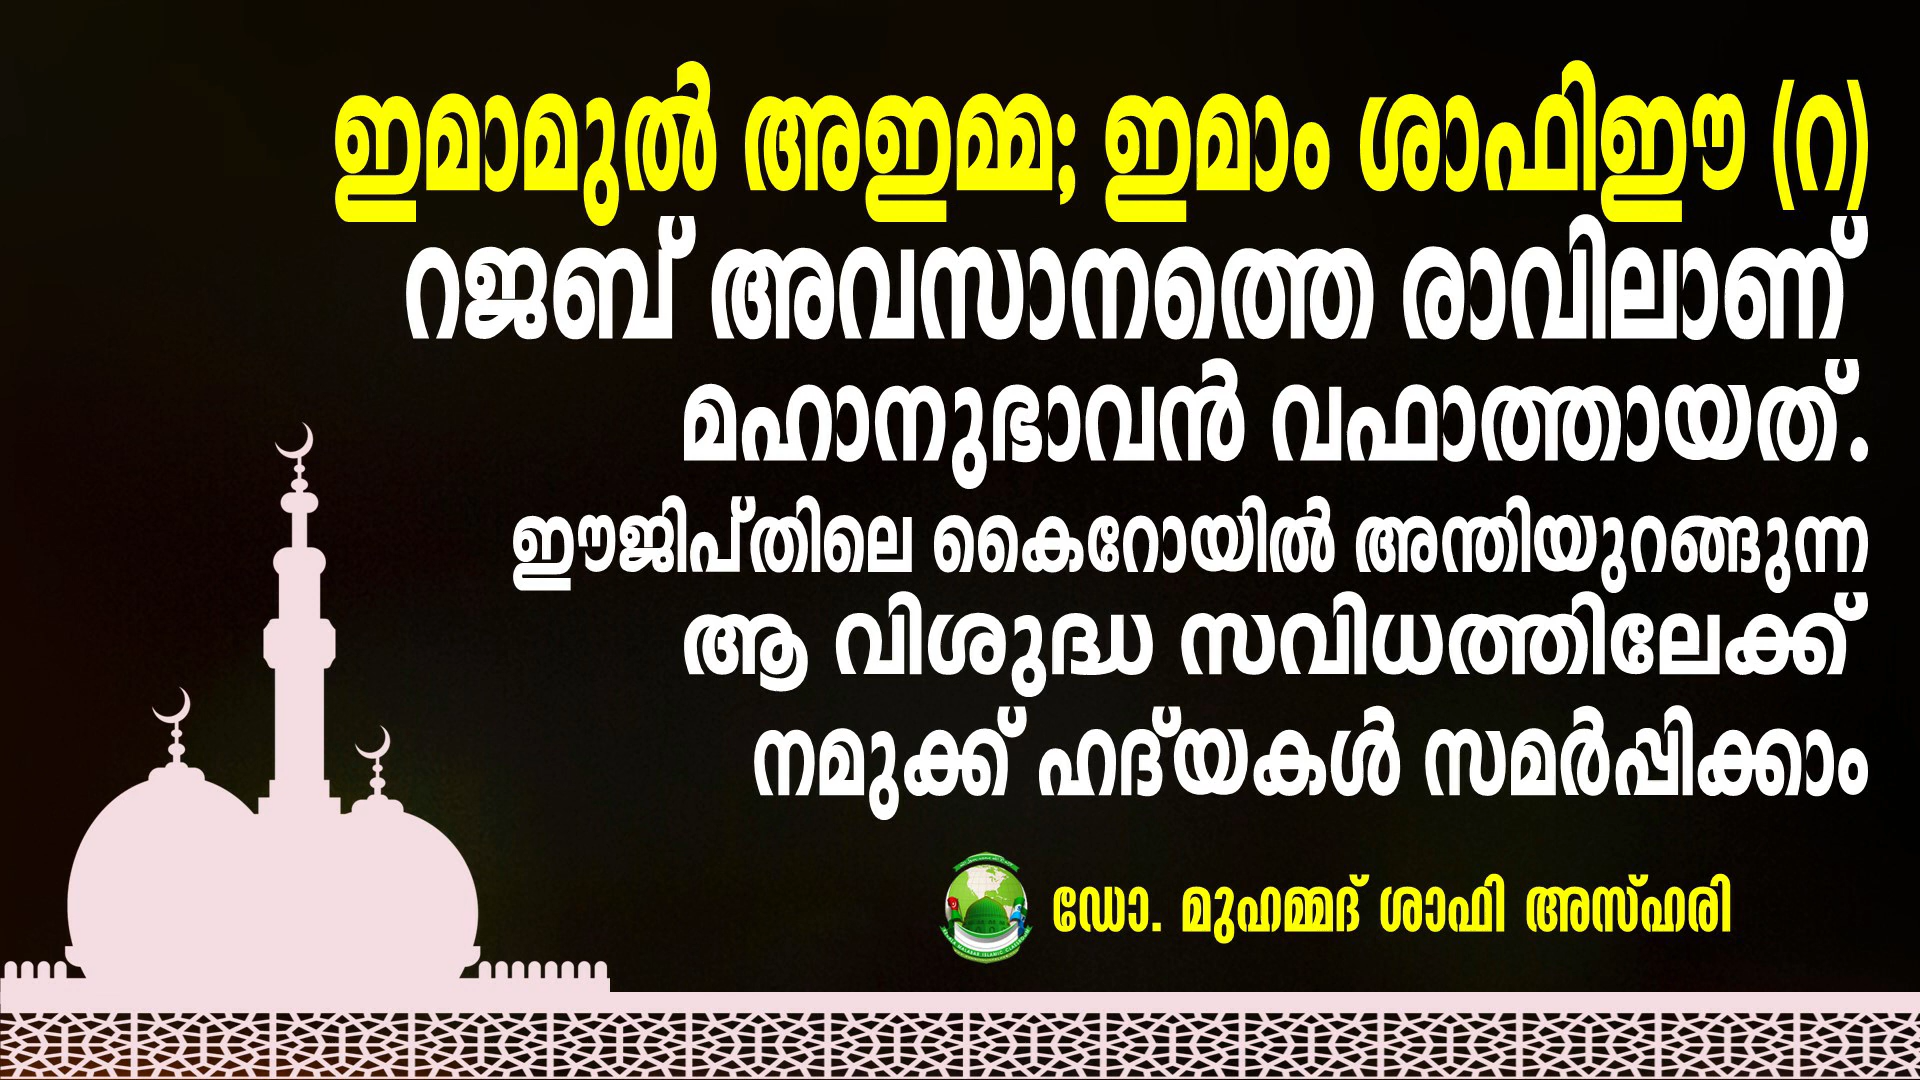 ഇമാമുൽ അഇമ്മ; ഇമാം ശാഫിഈ (റ)
റജബ് അവസാനത്തെ രാവിലാണ്
മഹാനുഭാവൻ വഫാത്തായത്.
ഈജിപ്തിലെ കൈറോയിൽ അന്തിയുറങ്ങുന്ന
ആ വിശുദ്ധ സവിധത്തിലേക്ക്
നമുക്ക് ഹദ്‌യകൾ സമർപ്പിക്കാം
ഡോ. മുഹമ്മദ് ശാഫി അസ്ഹരി